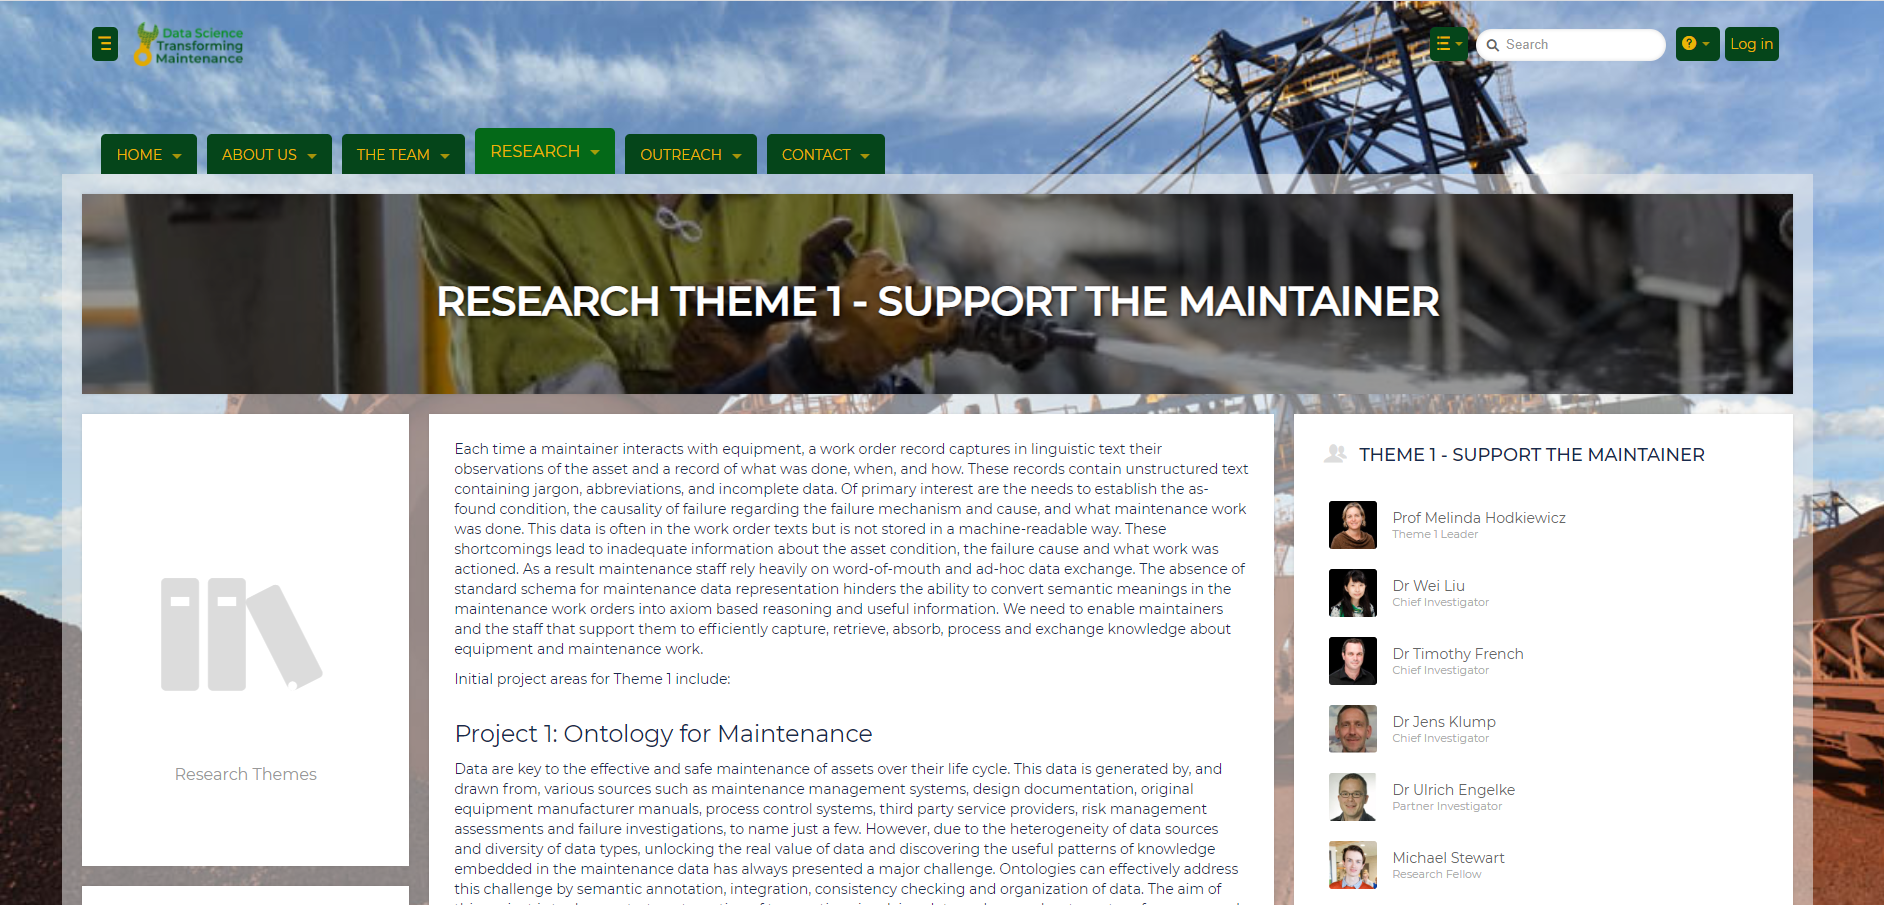 Data Science
Transforming
Maintenance
Search
Log in
HOME
ABOUT US
THE TEAM
RESEARCH
OUTREACH
CONTACT
RESEARCH THEME 1 - SUPPORT THE MAINTAINER
Research Themes
Each time a maintainer interacts with equipment, a work order record captures in linguistic text their
observations of the asset and a record of what was done, when, and how. These records contain unstructured text
containing jargon, abbreviations, and incomplete data. Of primary interest are the needs to establish the as-
found condition, the causality of failure regarding the failure mechanism and cause, and what maintenance work
was done. This data is often in the work order texts but is not stored in a machine-readable way. These
shortcomings lead to inadequate information about the asset condition, the failure cause and what work was
actioned. As a result maintenance staff rely heavily on word-of-mouth and ad-hoc data exchange. The absence of
standard schema for maintenance data representation hinders the ability to convert semantic meanings in the
maintenance work orders into axiom based reasoning and useful information. We need to enable maintainers
and the staff that support them to efficiently capture, retrieve, absorb, process and exchange knowledge about
equipment and maintenance work.
Initial project areas for Theme 1 include:
Project 1: Ontology for Maintenance
Data are key to the effective and safe maintenance of assets over their life cycle. This data is generated by, and
drawn from, various sources such as maintenance management systems, design documentation, original
equipment manufacturer manuals, process control systems, third party service providers, risk management
assessments and failure investigations, to name just a few. However, due to the heterogeneity of data sources
and diversity of data types, unlocking the real value of data and discovering the useful patterns of knowledge
embedded in the maintenance data has always presented a major challenge. Ontologies can effectively address
this challenge by semantic annotation, integration, consistency checking and organization of data. The aim of
THEME 1 - SUPPORT THE MAINTAINER
Prof Melinda Hodkiewicz
Theme 1 Leader
Dr Wei Liu
Chief Investigator
Dr Timothy French
Chief Investigator
Dr Jens Klump
Chief Investigator
Dr Ulrich Engelke
Partner Investigator
Michael Stewart
Research Fellow